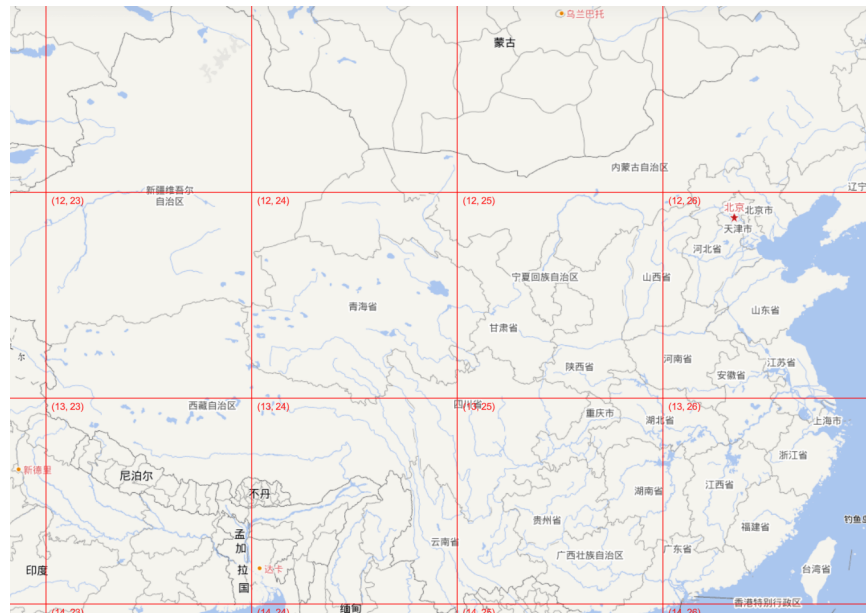 乌兰巴托
蒙古
内蒙古自治区
新疆维吾尔
自治区
辽宁
(12, 23)
(12, 24)
(12, 25)
(12, 26)
北京
北京市
天津市
河北省
宁夏回族自治区
山西省
青海省
山东省
甘肃省
尔
河南省
江苏省
陕西省
安徽省
西藏自治区
四川省
(13, 23)
(13, 24)
(13, 25)
(13, 26)
重庆市
湖北省
上海市
浙江省
新德里
尼泊尔
不丹
湖南省
江西省
贵州省
钓鱼岛
福建省
孟
加
拉
国
云南省
广西壮族自治区
广东省
印度
达卡
台湾省
香港特别行政区
缅甸
(14, 23)
(14, 24)
(14, 25)
(14, 26)